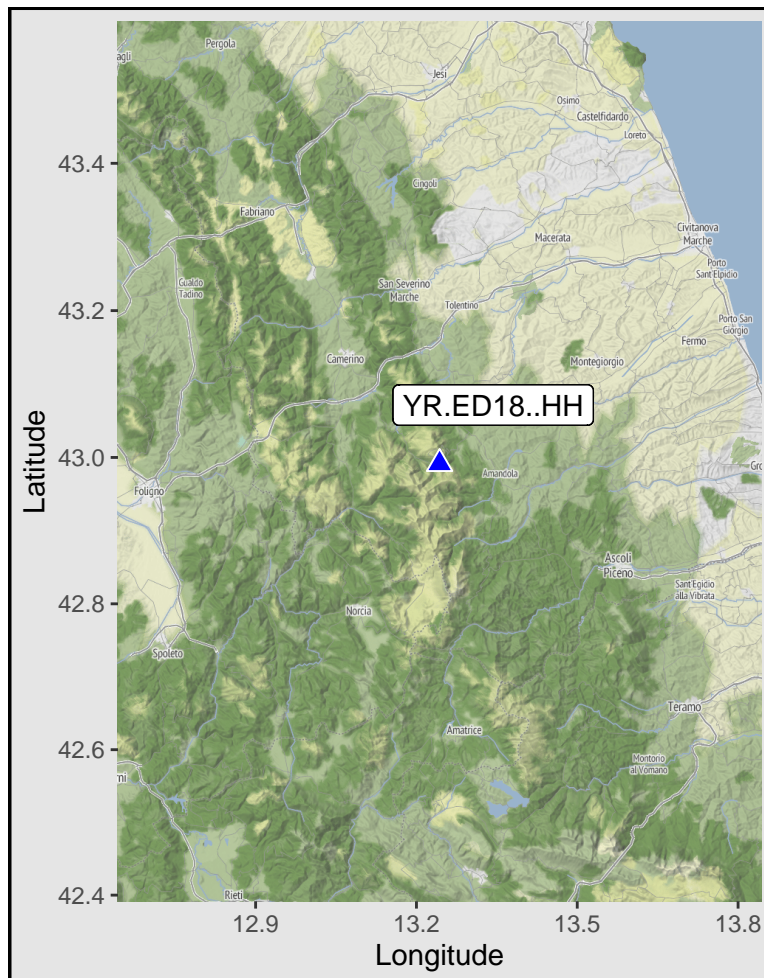 Pergola
agli
Jesi
Osimo
Castelfidardo
Loreto
43.4
Cingoli
Fabriano
Civitanova
Marche
Macerata
Porto
Sant'Elpidio
Gualdo
Tadino
San Severino
Marche
43.2
Tolentino
Porto San
Giorgio
Fermo
Camerino
Montegiorgio
YR.ED18..HH
43.0
Latitude
Amandola
Gro
Foligno
Ascoli
Piceno
Sant'Egidio
alla Vibrata
42.8
Norcia
Spoleto
Teramo
Amatrice
42.6
Montorio
al Vomano
mi
Rieti
42.4
12.9
13.2
13.5
13.8
Longitude